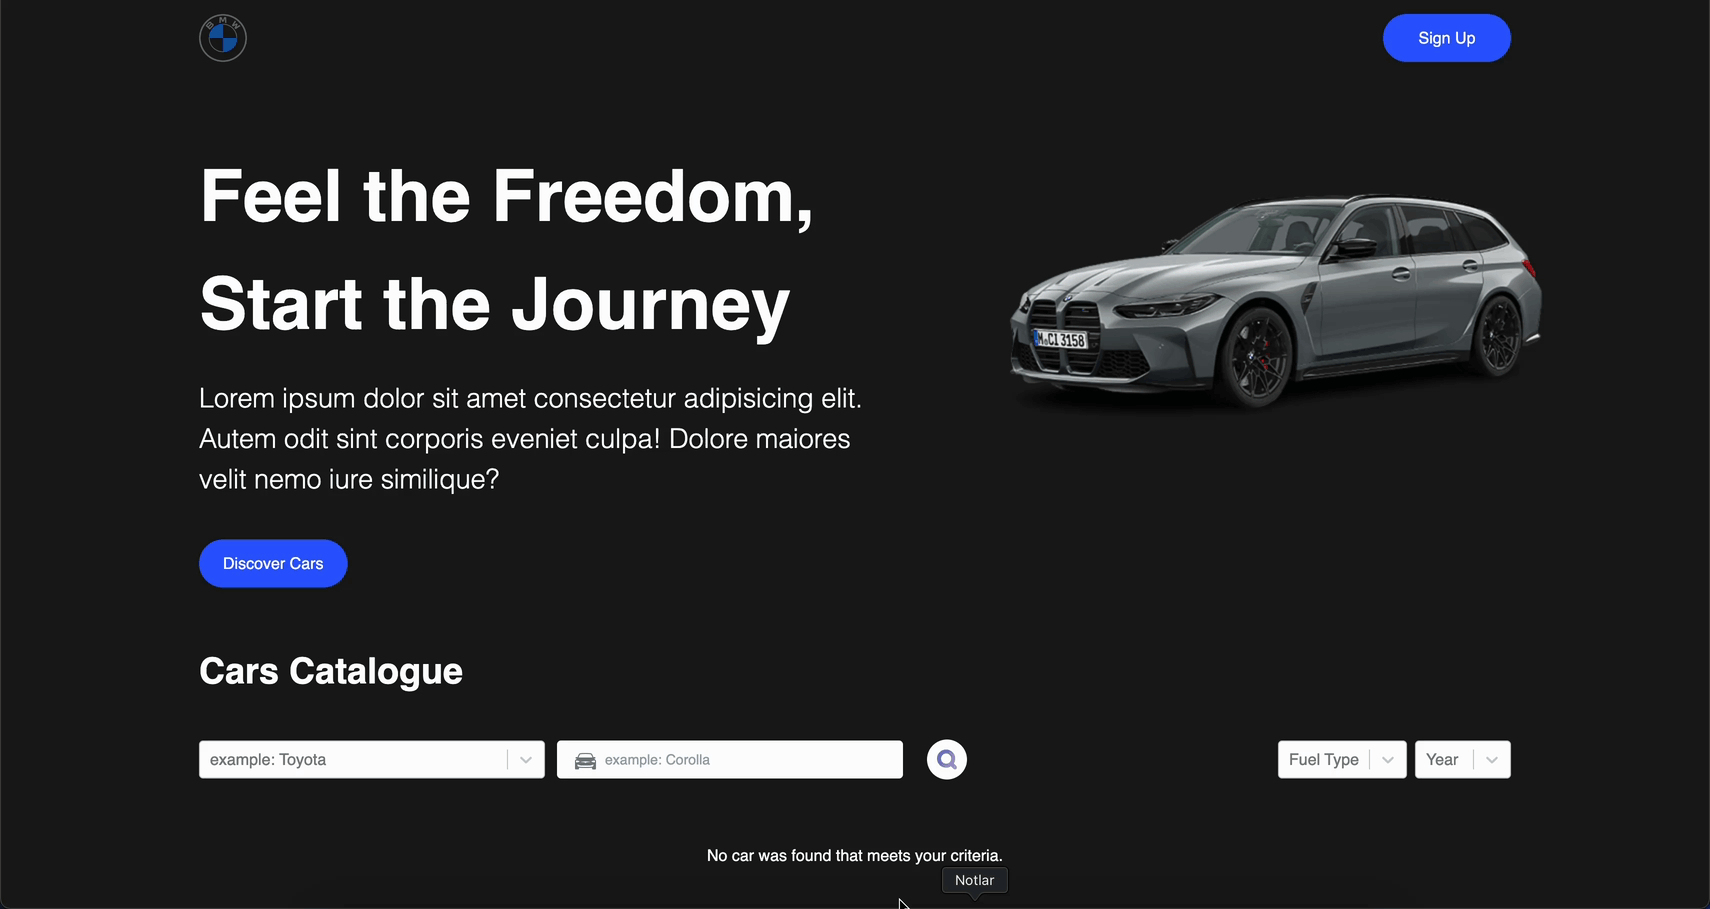 BMW
Sign Up
Feel the Freedom,
Start the Journey
M CI 3158
Lorem ipsum dolor sit amet consectetur adipisicing elit.
Autem odit sint corporis eveniet culpa! Dolore maiores
velit nemo iure similique?
Discover Cars
Cars Catalogue
example: Toyota
example: Corolla
Fuel Type
Year
No car was found that meets your criteria.
Notlar